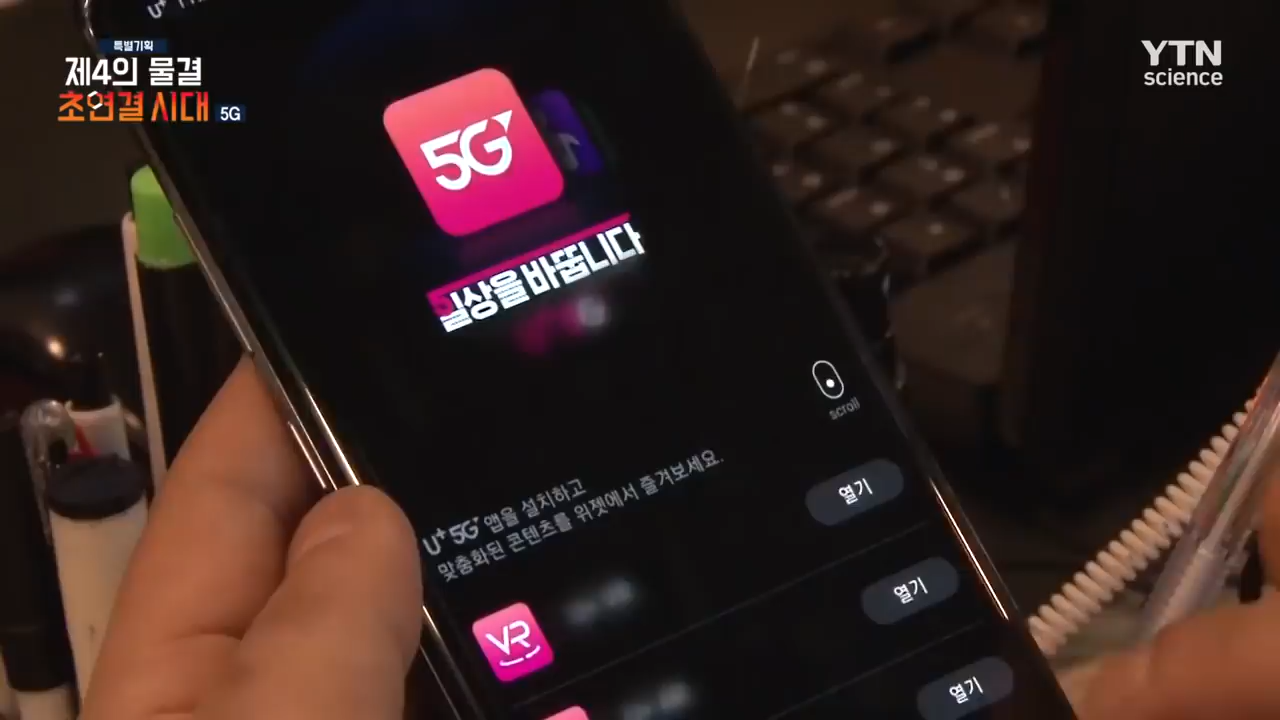 특별기획
제4의 물결
초연결 시대 5G
YTN
science
U+
5G
일상을 바꿉니다
scroll
U+5G 앱을 설치하고
맞춤화된 콘텐츠를 위젯에서 즐겨보세요.
열기
VR
열기
열기